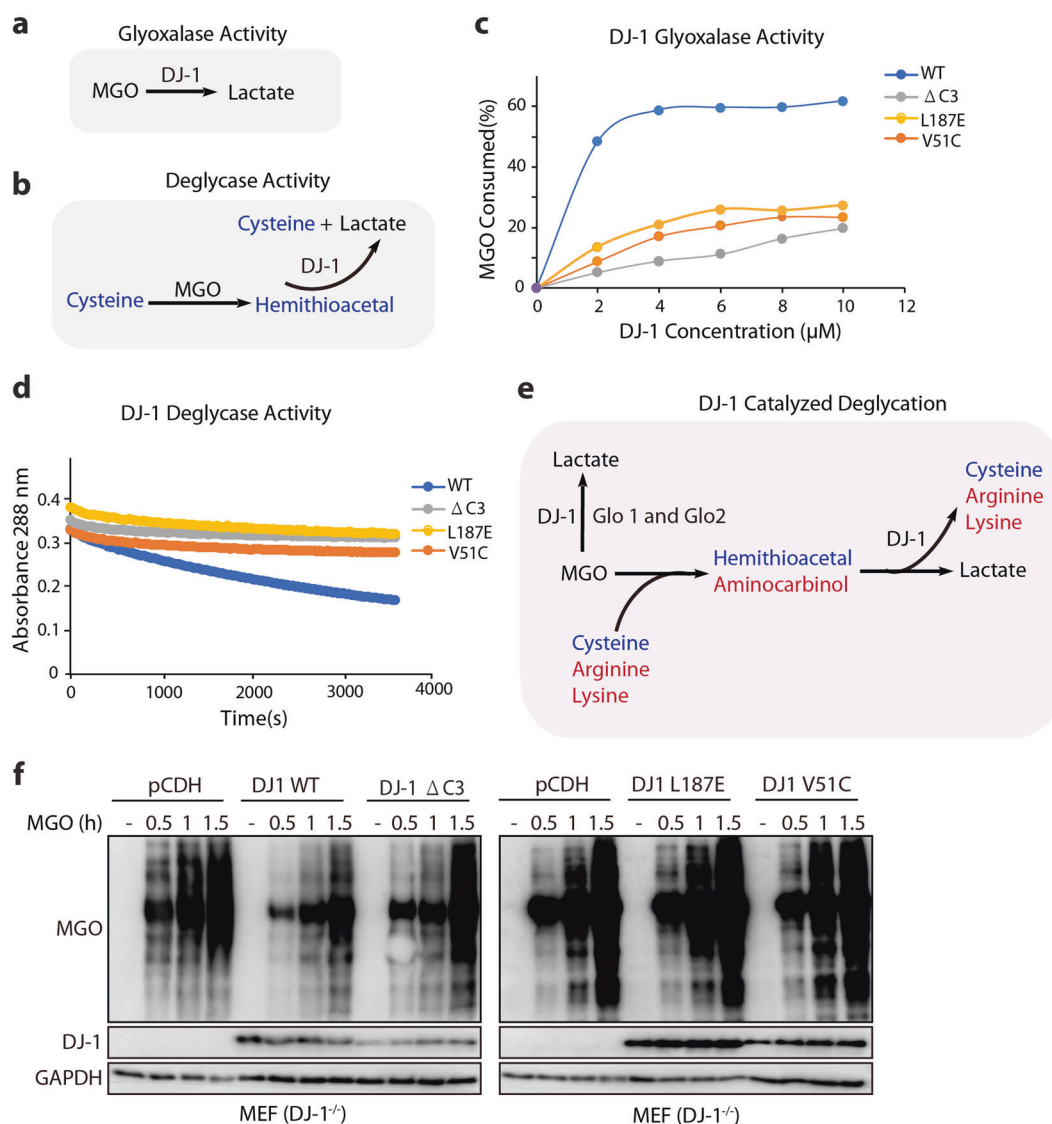 a
Glyoxalase Activity
MGO DJ-1 Lactate
b
Deglycase Activity
Cysteine + Lactate
DJ-1
Cysteine MGO Hemithioacetal
c
DJ-1 Glyoxalase Activity
WT
Δ C3
L187E
V51C
MGO Consumed(%)
60
40
20
0
0 2 4 6 8 10 12
DJ-1 Concentration (μM)
d
DJ-1 Deglycase Activity
WT
Δ C3
L187E
V51C
Absorbance 288 nm
0.4
0.3
0.2
0.1
0
0 1000 2000 3000 4000
Time(s)
e
DJ-1 Catalyzed Deglycation
Lactate
DJ-1 Glo 1 and Glo2
MGO
Hemithioacetal
Aminocarbinol
Cysteine
Arginine
Lysine
DJ-1
Cysteine
Arginine
Lysine
Lactate
f
pCDH DJ1 WT DJ-1 Δ C3 pCDH DJ1 L187E DJ1 V51C
MGO (h) - 0.5 1 1.5 - 0.5 1 1.5 - 0.5 1 1.5 - 0.5 1 1.5 - 0.5 1 1.5 - 0.5 1 1.5
MGO
DJ-1
GAPDH
MEF (DJ-1-/-) MEF (DJ-1-/-)